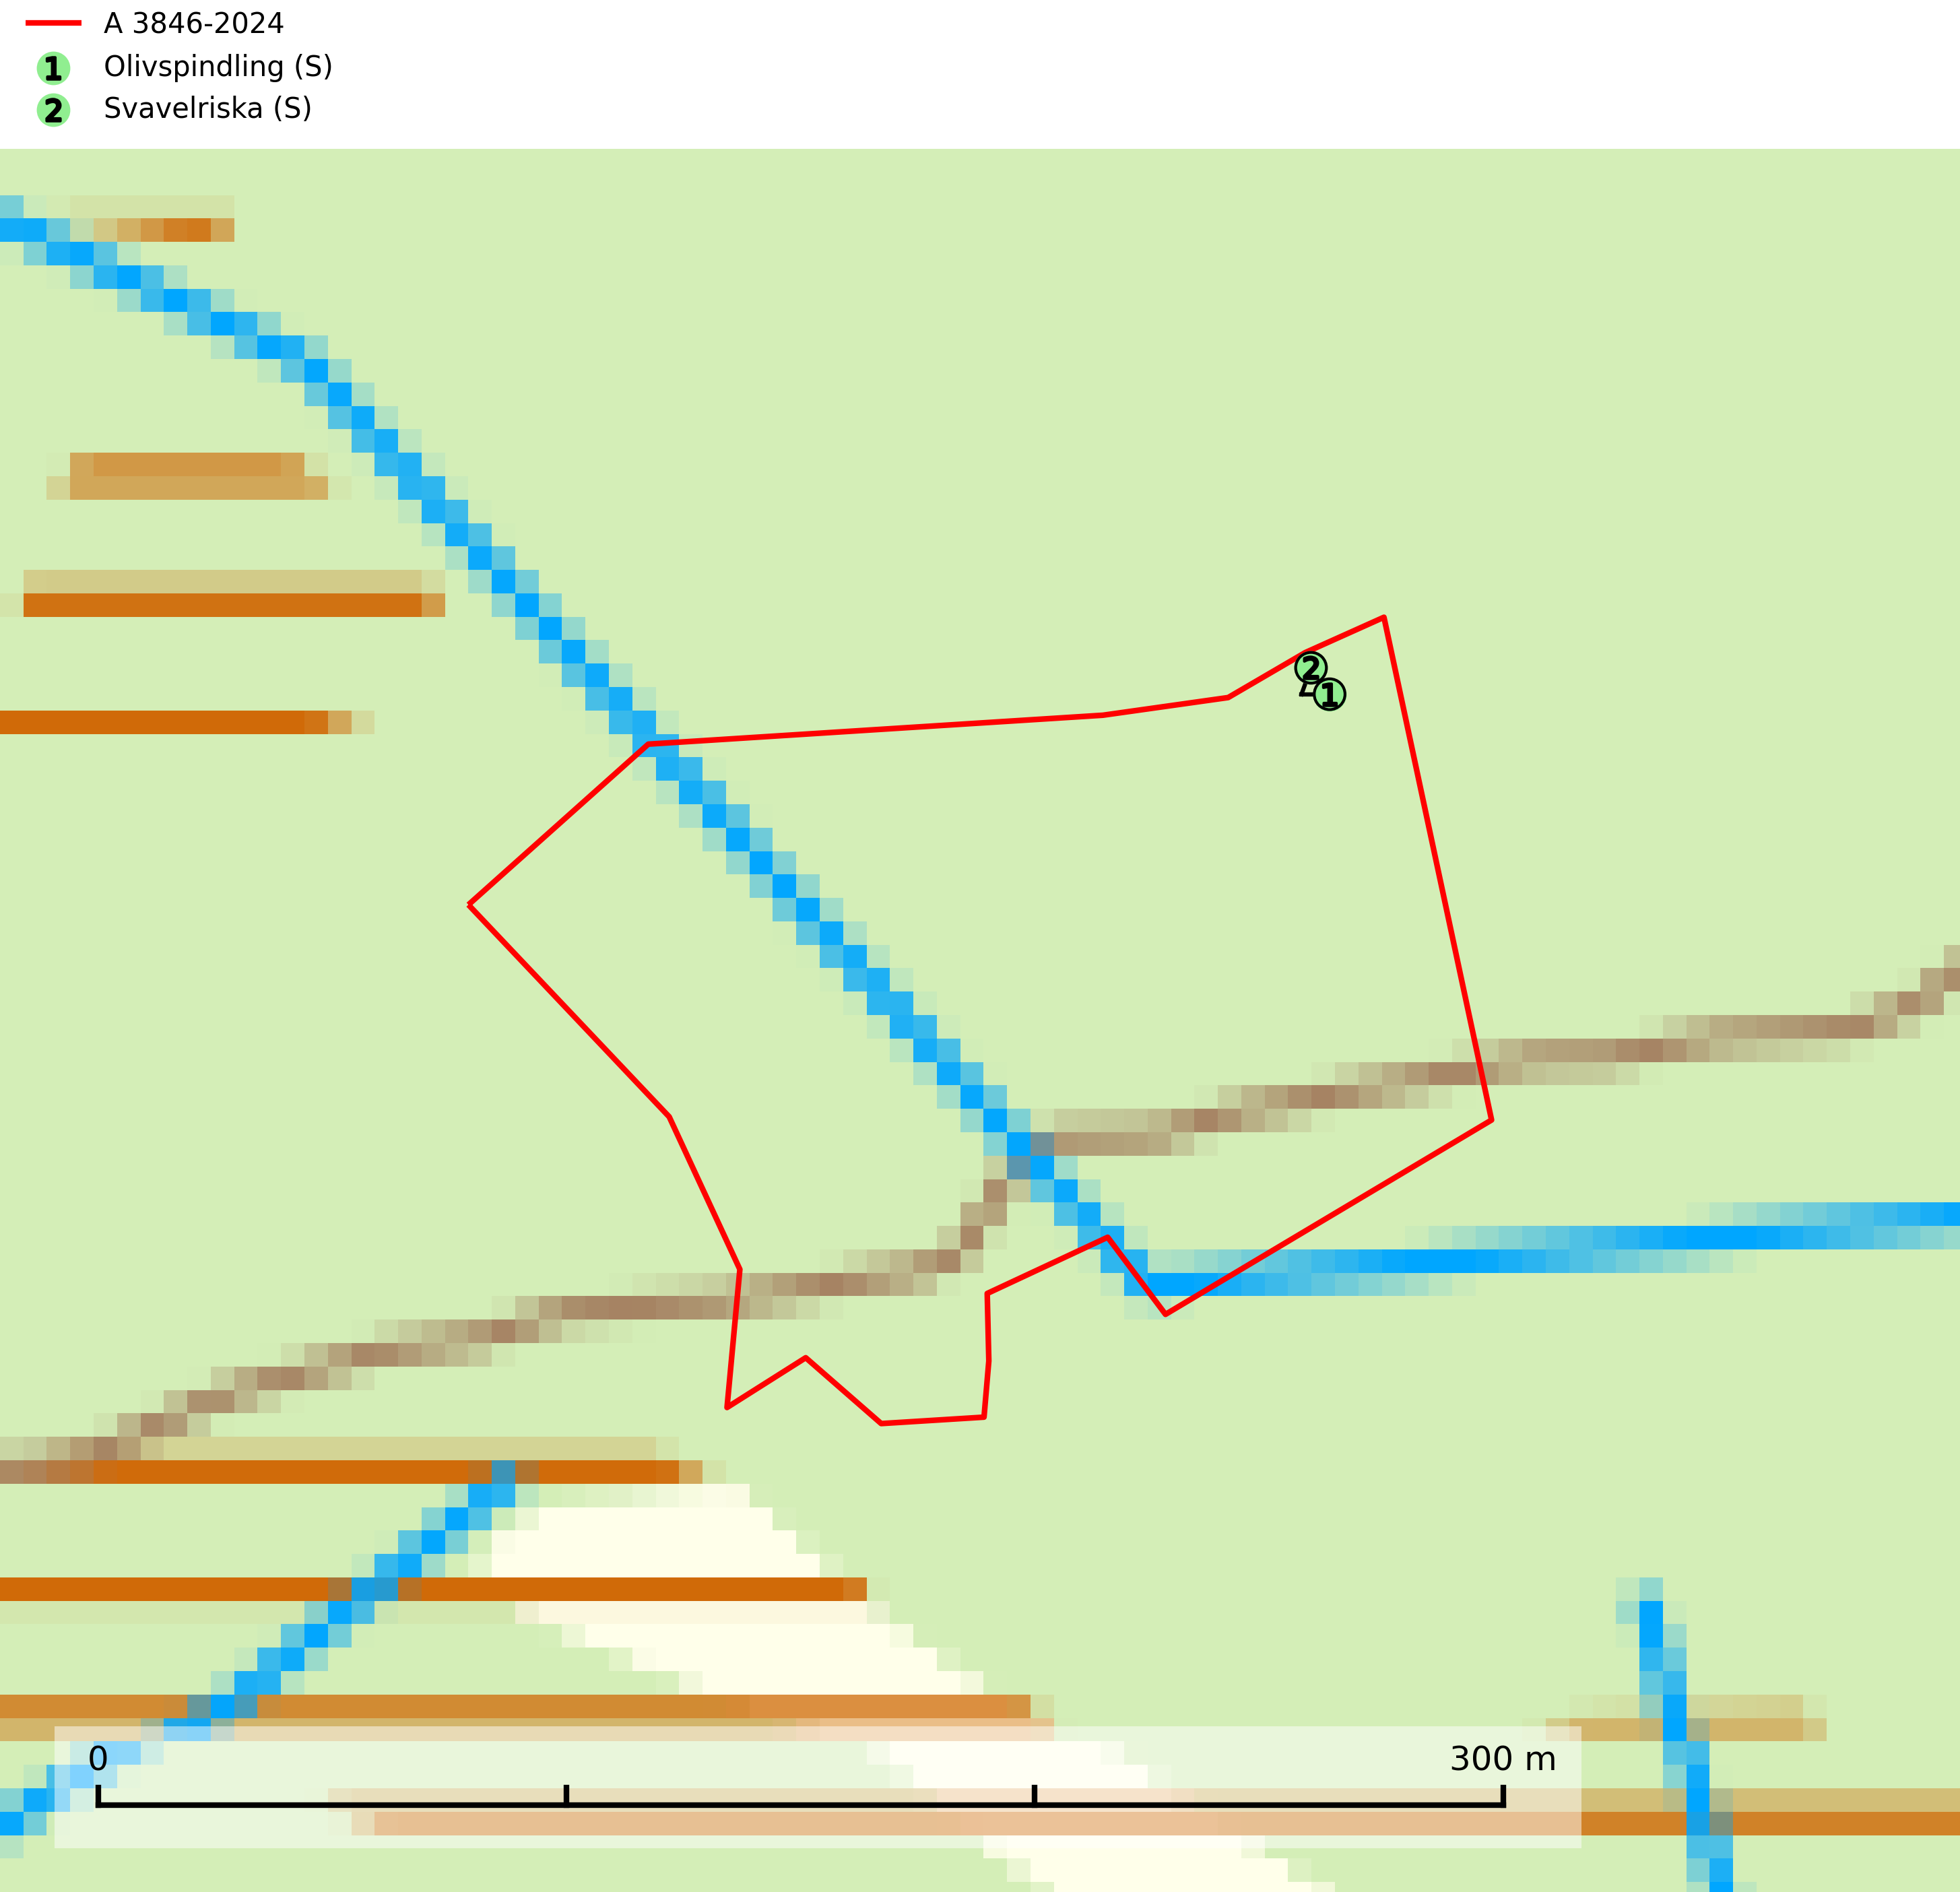 A 3846-2024
1 Olivspindling (S)
2 Svavelriska (S)
2
1
0 300 m